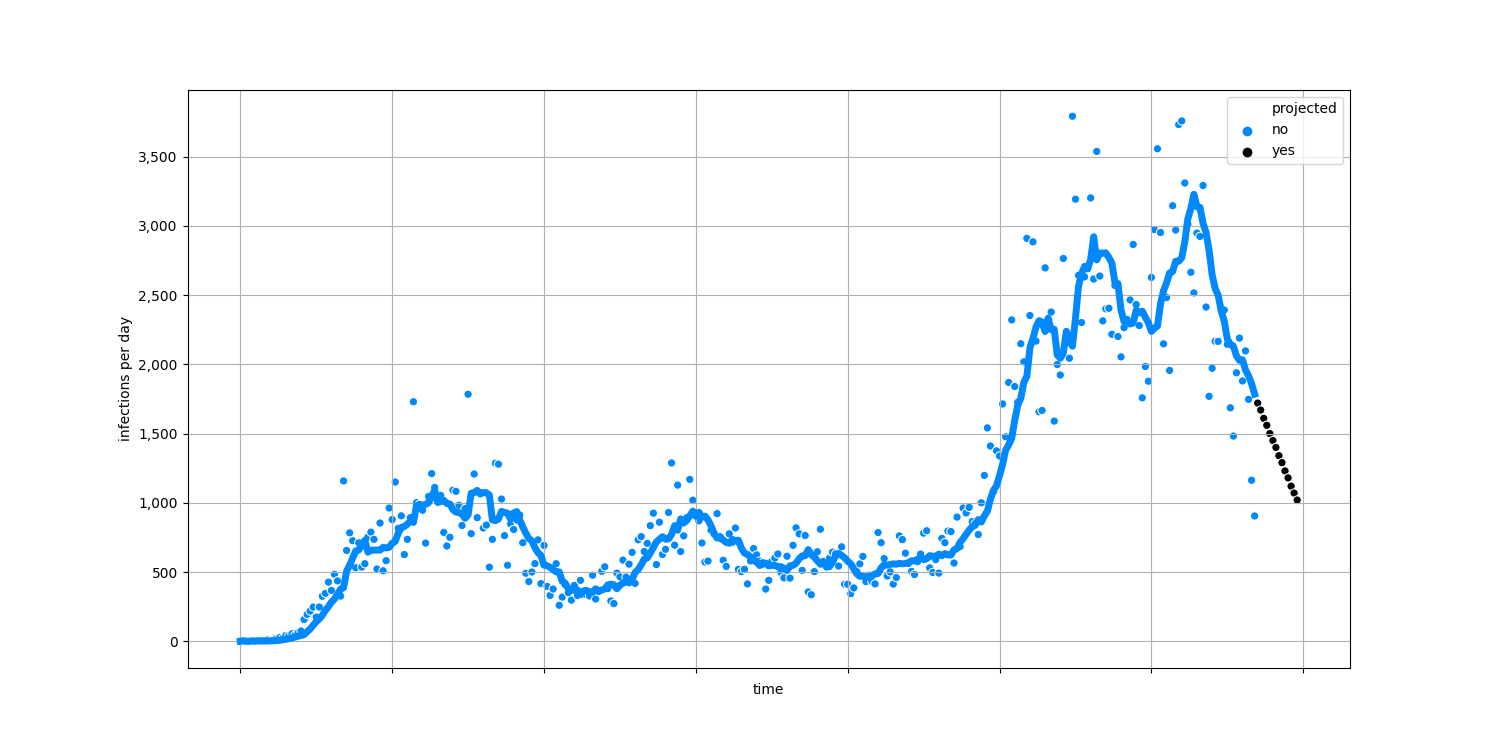 projected
no
yes
3,500
3,000
2,500
2,000
1,500
1,000
500
0
infections per day
time